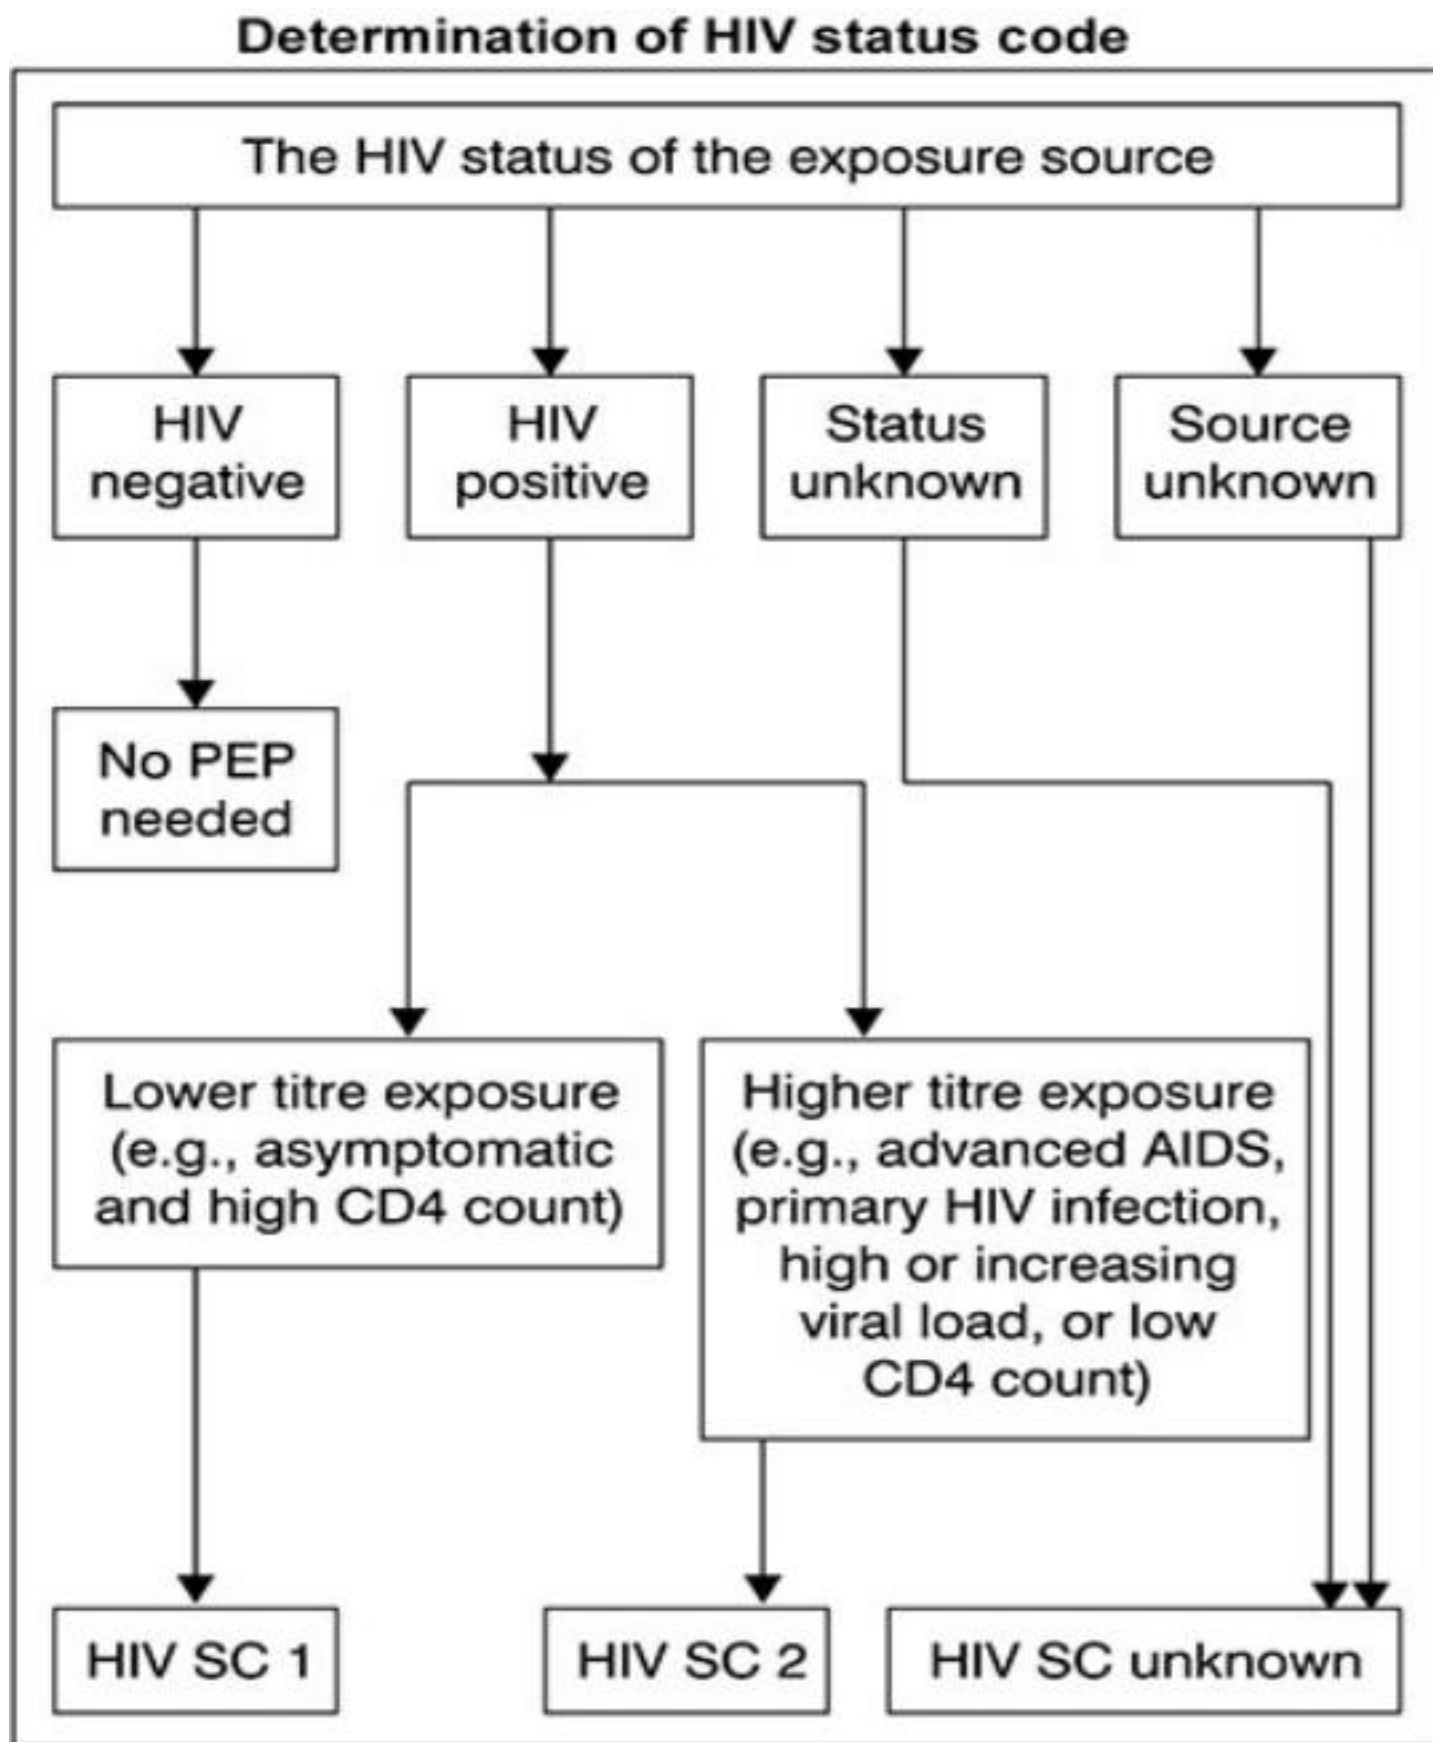 Determination of HIV status code
The HIV status of the exposure source
HIV
negative
HIV
positive
Status
unknown
Source
unknown
No PEP
needed
Lower titre exposure
(e.g., asymptomatic
and high CD4 count)
Higher titre exposure
(e.g., advanced AIDS,
primary HIV infection,
high or increasing
viral load, or low
CD4 count)
HIV SC 1
HIV SC 2
HIV SC unknown